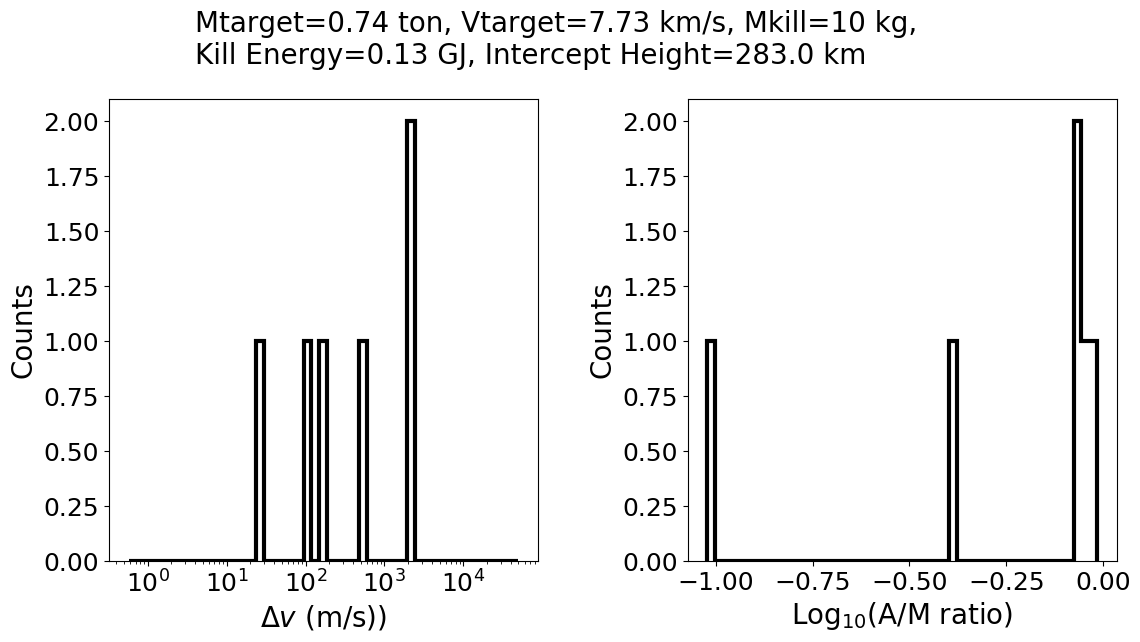 Mtarget=0.74 ton, Vtarget=7.73 km/s, Mkill=10 kg,
Kill Energy=0.13 GJ, Intercept Height=283.0 km
2.00
1.75
1.50
1.25
1.00
0.75
0.50
0.25
0.00
Counts
10⁰ 10¹ 10² 10³ 10⁴
Δv (m/s))
2.00
1.75
1.50
1.25
1.00
0.75
0.50
0.25
0.00
Counts
−1.00 −0.75 −0.50 −0.25 0.00
Log₁₀(A/M ratio)